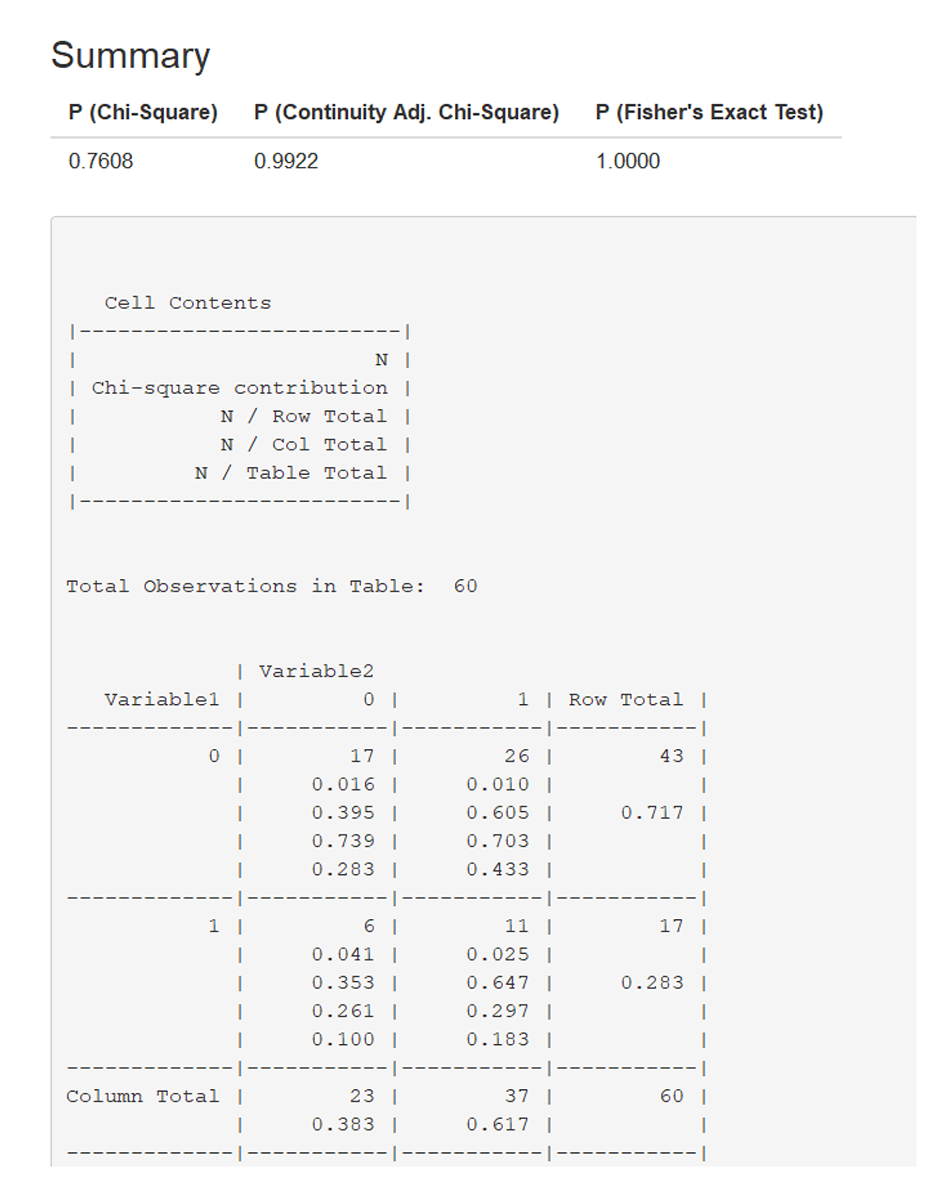 Summary
P (Chi-Square) P (Continuity Adj. Chi-Square) P (Fisher's Exact Test)
0.7608 0.9922 1.0000
Cell Contents
|-------------------------|
| N |
| Chi-square contribution |
| N / Row Total |
| N / Col Total |
| N / Table Total |
|-------------------------|
Total Observations in Table: 60
| Variable2
Variable1 | 0 | 1 | Row Total |
-------------|-----------|-----------|-----------|
0 | 17 | 26 | 43 |
| 0.016 | 0.010 | |
| 0.395 | 0.605 | 0.717 |
| 0.739 | 0.703 | |
| 0.283 | 0.433 | |
-------------|-----------|-----------|-----------|
1 | 6 | 11 | 17 |
| 0.041 | 0.025 | |
| 0.353 | 0.647 | 0.283 |
| 0.261 | 0.297 | |
| 0.100 | 0.183 | |
-------------|-----------|-----------|-----------|
Column Total | 23 | 37 | 60 |
| 0.383 | 0.617 | |
-------------|-----------|-----------|-----------|